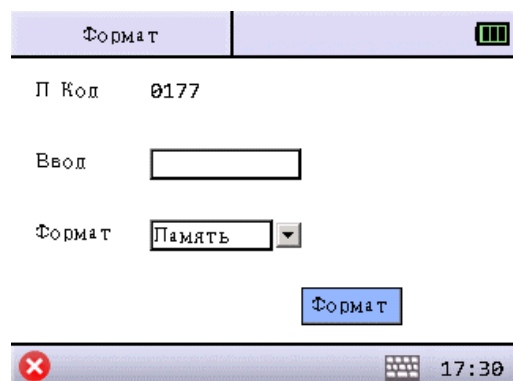 Формат
П Код 0177
Ввод
Формат Память
Формат
17:30